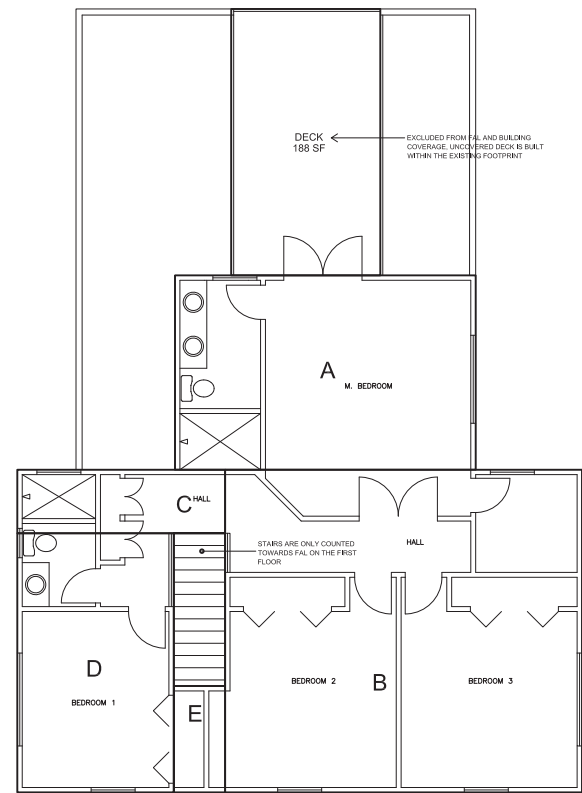 DECK
188 SF
EXCLUDED FROM FAL AND BUILDING
COVERAGE, UNCOVERED DECK IS BUILT
WITHIN THE EXISTING FOOTPRINT
A
M. BEDROOM
C HALL
HALL
STAIRS ARE ONLY COUNTED
TOWARDS FAL ON THE FIRST
FLOOR
D
BEDROOM 1
E
BEDROOM 2
B
BEDROOM 3